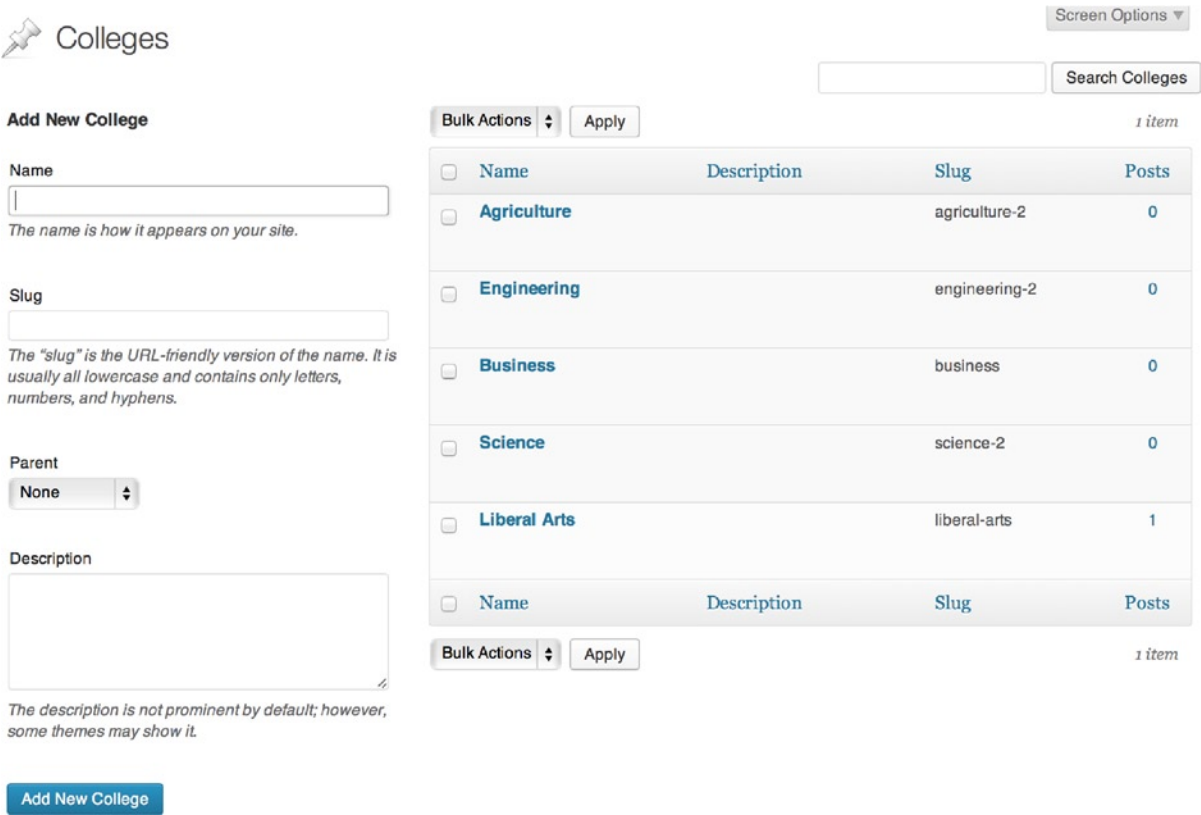 Screen Options ▼
Colleges
Search Colleges
Add New College
Bulk Actions
Apply
1 item
Name
The name is how it appears on your site.
Slug
The “slug” is the URL-friendly version of the name. It is
usually all lowercase and contains only letters,
numbers, and hyphens.
Parent
None
Description
The description is not prominent by default; however,
some themes may show it.
Add New College
Name Description Slug Posts
Agriculture agriculture-2 0
Engineering engineering-2 0
Business business 0
Science science-2 0
Liberal Arts liberal-arts 1
Name Description Slug Posts
Bulk Actions Apply 1 item